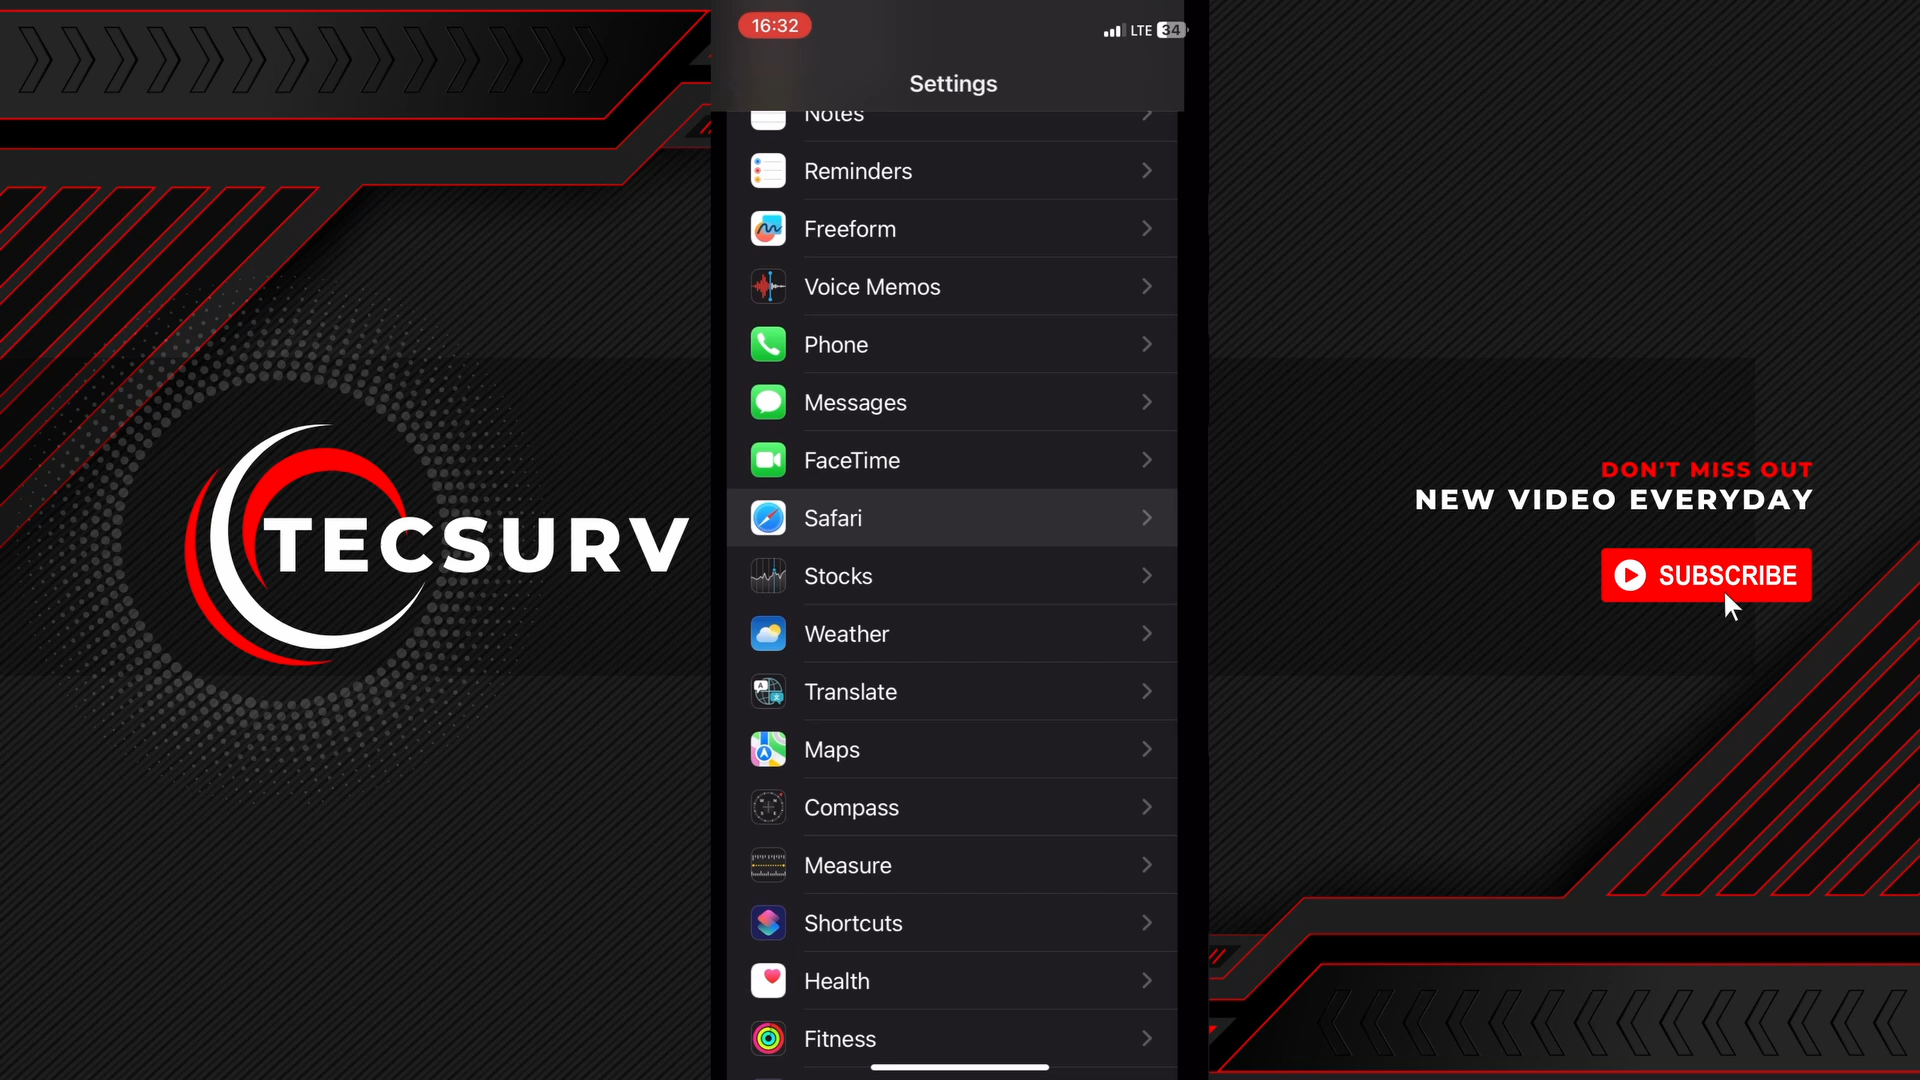 16:32
LTE 34
Settings
Notes
Reminders
Freeform
Voice Memos
Phone
Messages
FaceTime
Safari
Stocks
Weather
Translate
Maps
Compass
Measure
Shortcuts
Health
Fitness
TECSURV
DON'T MISS OUT
NEW VIDEO EVERYDAY
SUBSCRIBE